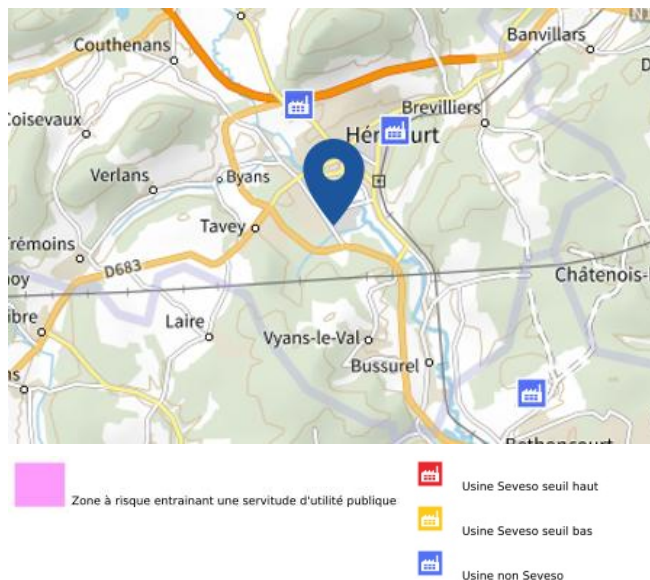 Couthenans
Banvillars
Coisevaux
Brevilliers
Verlans
Byans
Tavey
Trémoins
D683
Châtenois-l
Laire
Vyans-le-Val
Bussurel
Bethoncourt
Zone à risque entrainant une servitude d'utilité publique
Usine Seveso seuil haut
Usine Seveso seuil bas
Usine non Seveso